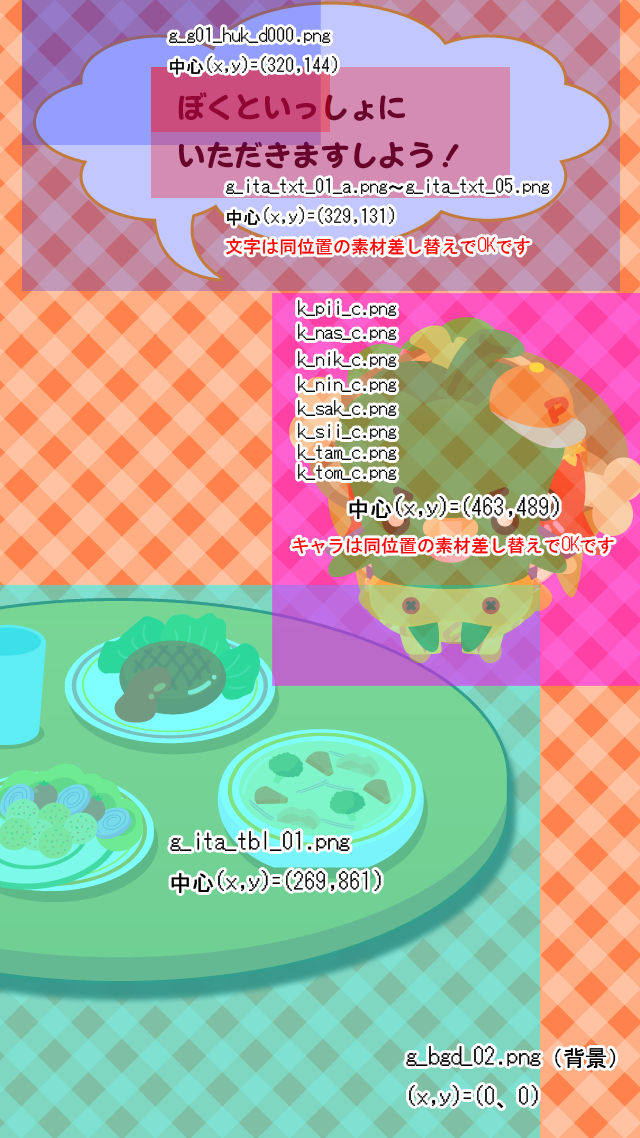 g_g01_huk_d000.png
中心(x,y)=(320,144)
ぼくといっしょに
いただきますしよう！
g_ita_txt_01_a.png～g_ita_txt_05.png
中心(x,y)=(329,131)
文字は同位置の素材差し替えでOKです
k_pii_c.png
k_nas_c.png
k_nik_c.png
k_nin_c.png
k_sak_c.png
k_sii_c.png
k_tam_c.png
k_tom_c.png
中心(x,y)=(463,489)
キャラは同位置の素材差し替えでOKです
g_ita_tbl_01.png
中心(x,y)=(269,861)
g_bgd_02.png (背景)
(x,y)=(0、0)